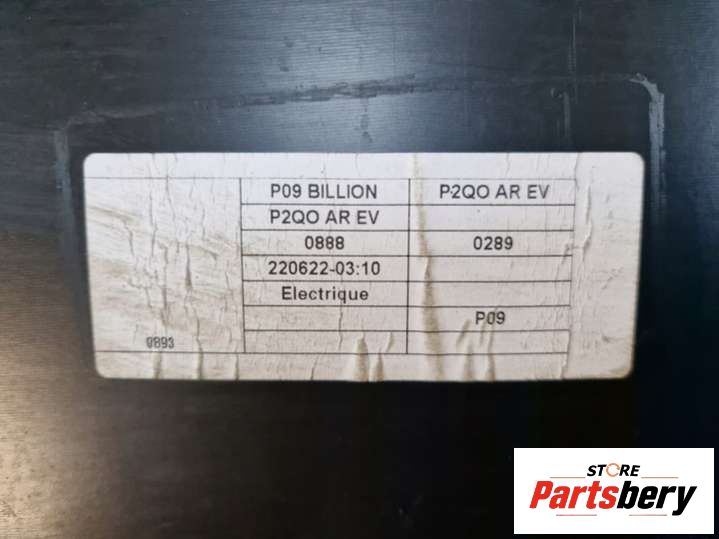 P09 BILLION P2QO AR EV
P2QO AR EV
0888 0289
220622-03:10
Electrique
P09
0893
STORE
Partsbery